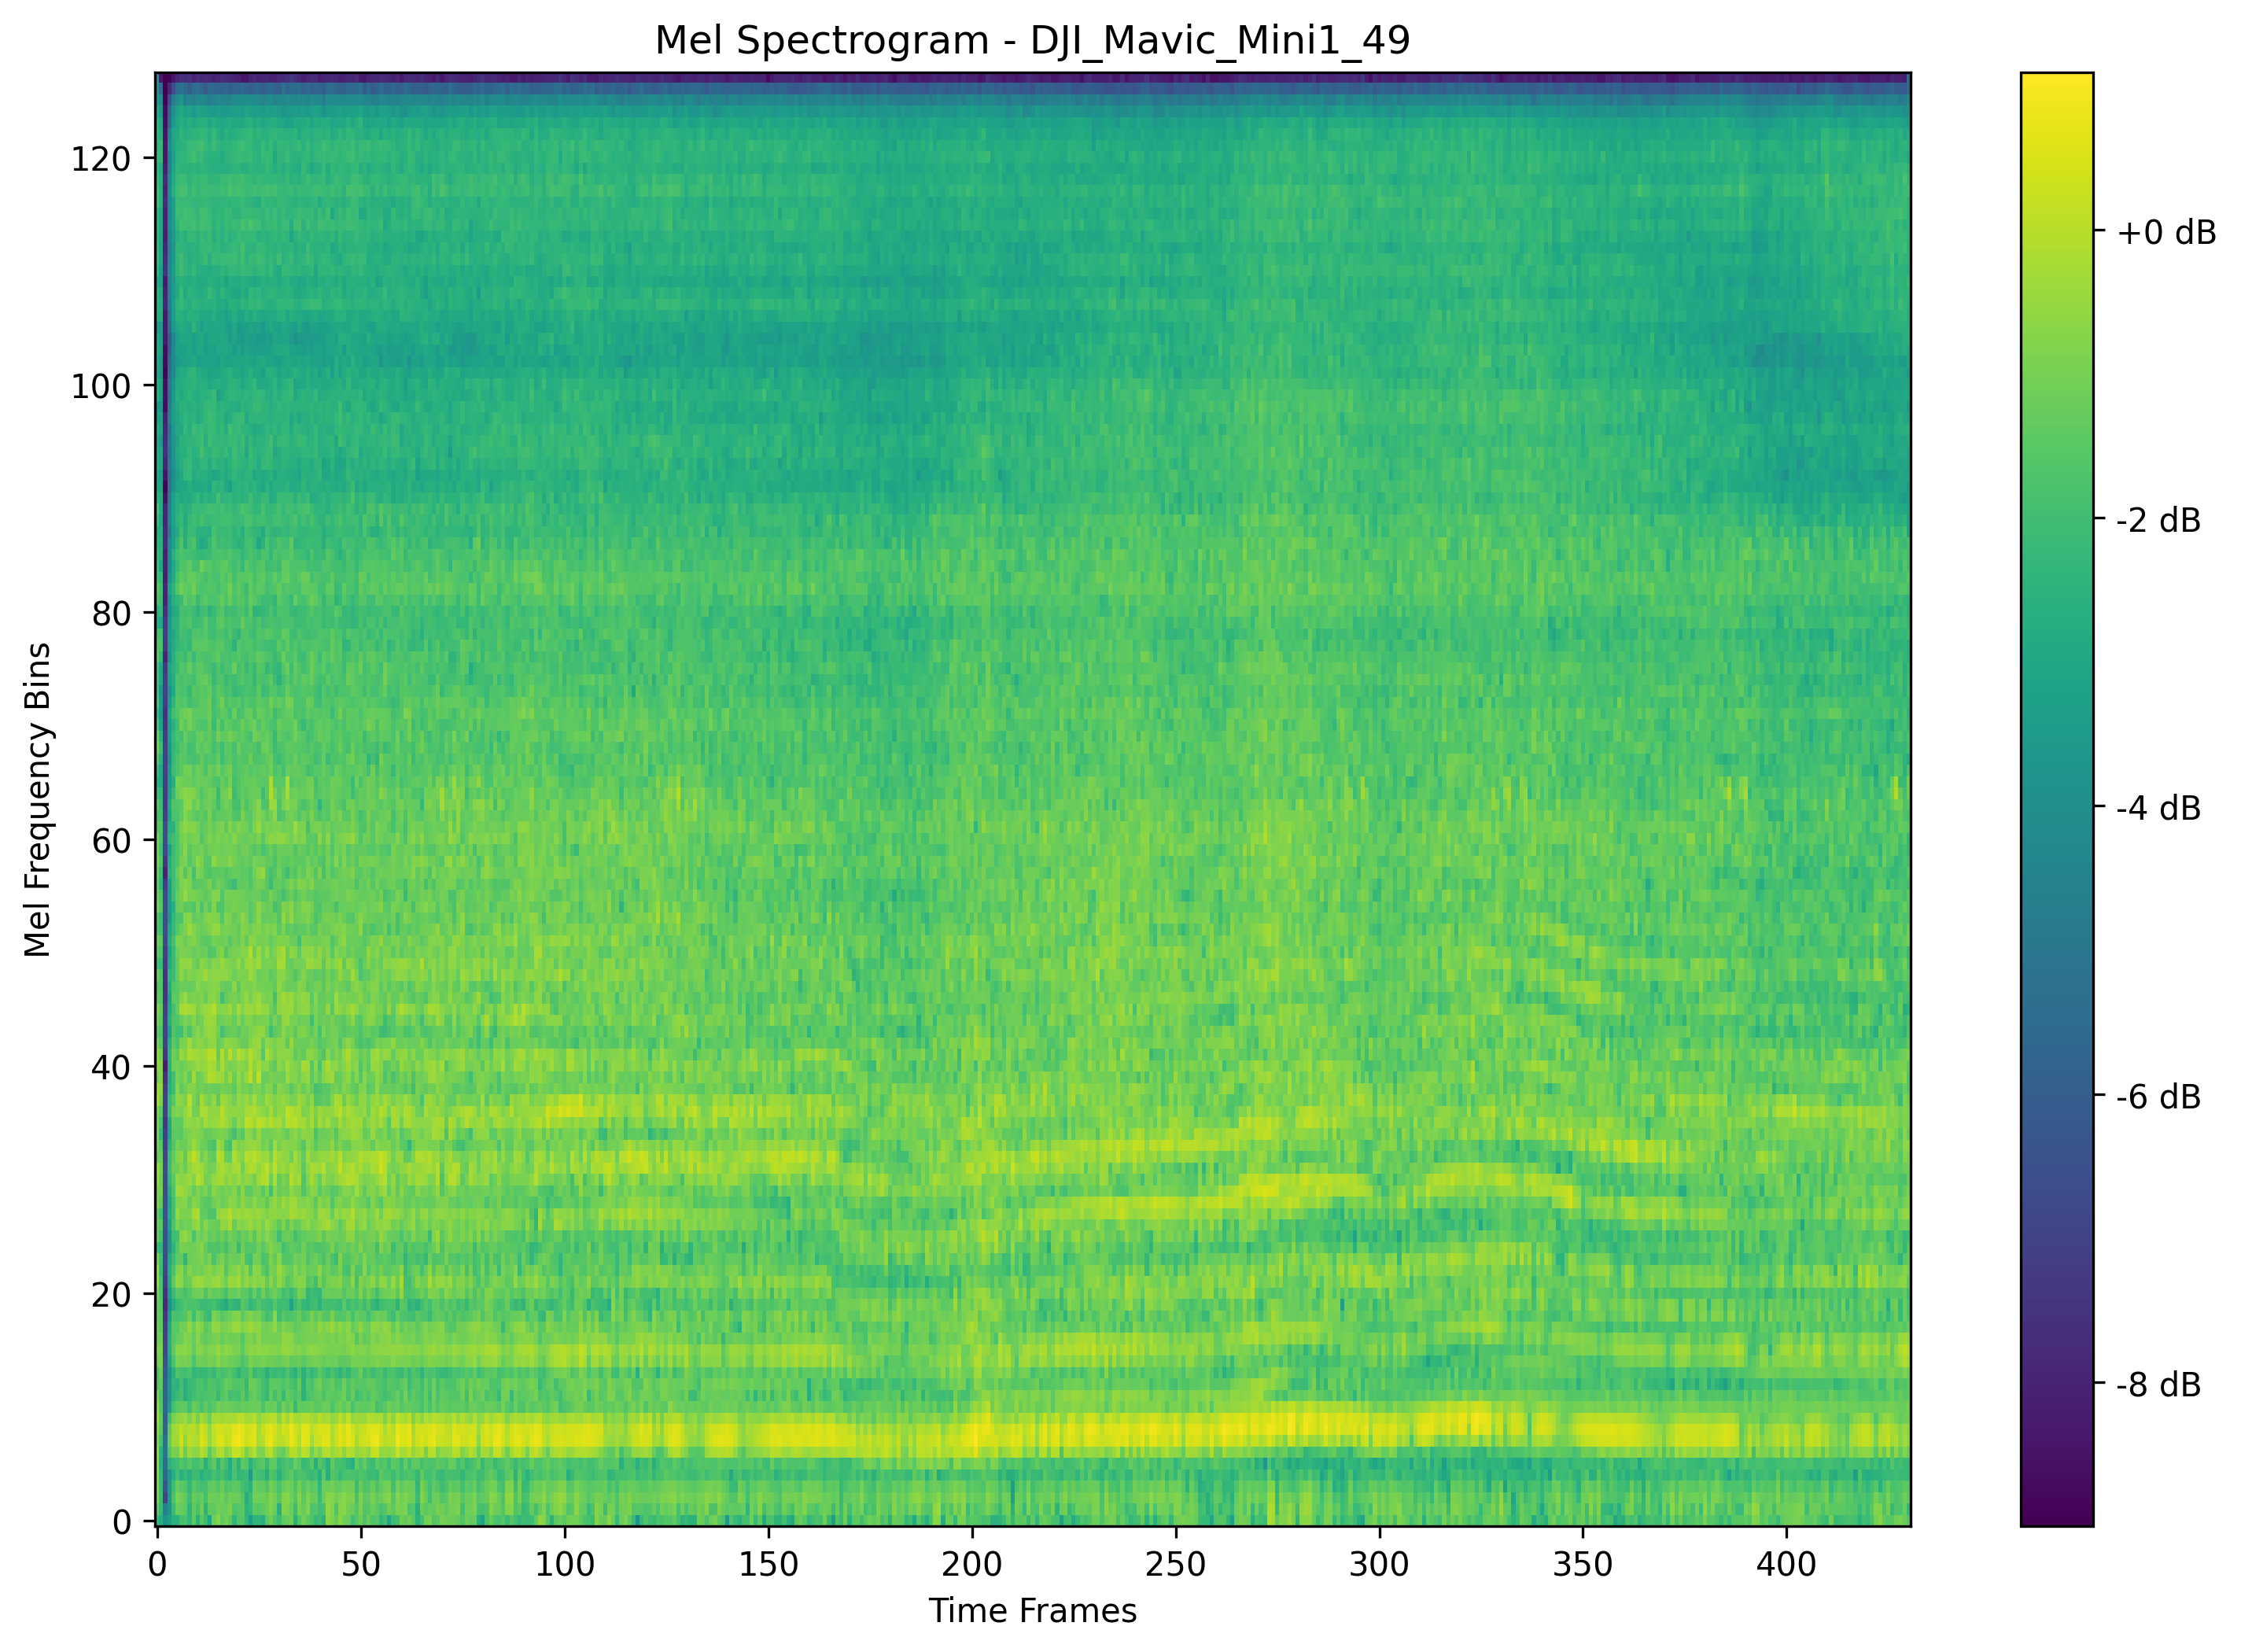 Mel Spectrogram - DJI_Mavic_Mini1_49
Mel Frequency Bins
120
100
80
60
40
20
0
0 50 100 150 200 250 300 350 400
Time Frames
+0 dB
-2 dB
-4 dB
-6 dB
-8 dB